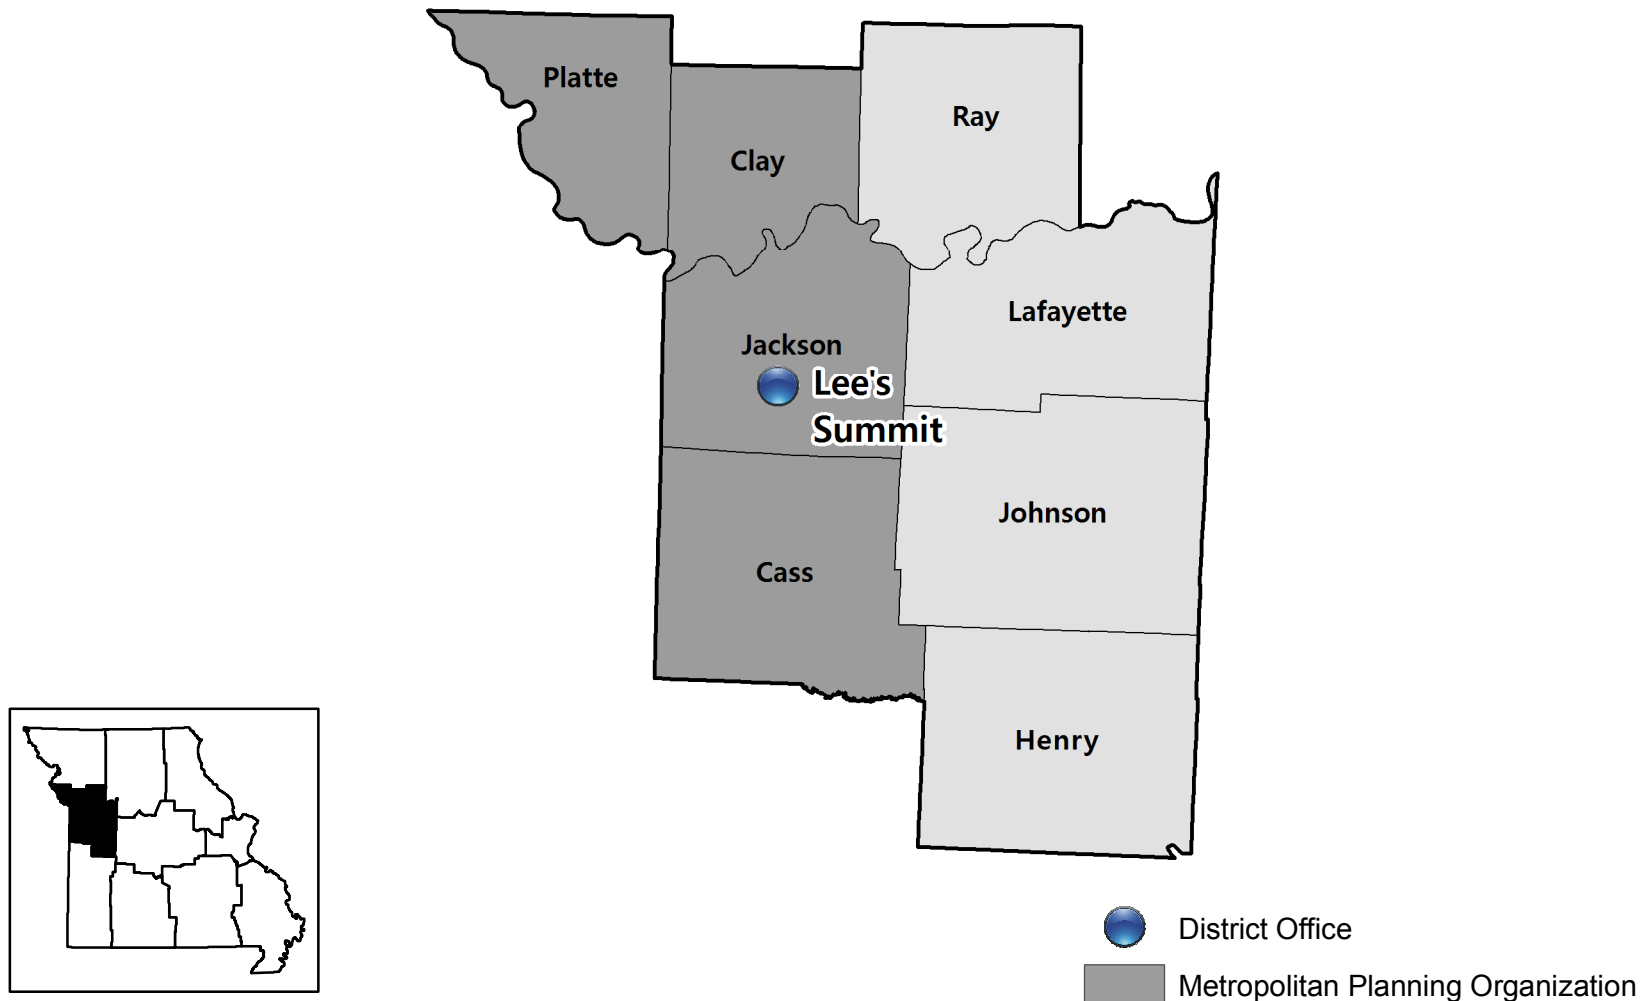 Platte
Clay
Ray
Lafayette
Jackson
Lee's
Summit
Johnson
Cass
Henry
District Office
Metropolitan Planning Organization